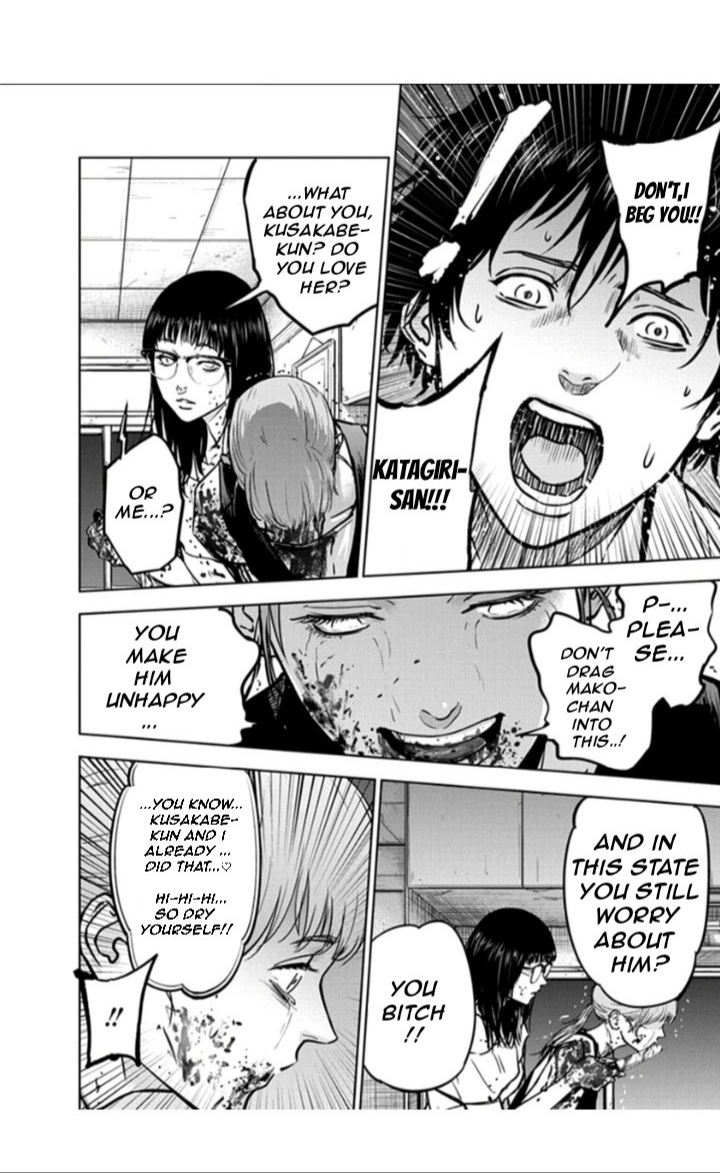 DON'T,I
BEG YOU!!
KATAGIRI-
SAN!!!
...WHAT
ABOUT YOU,
KUSAKABE-
KUN? DO
YOU LOVE
HER?
OR
ME...?
P-...
PLEA-
SE...
DON'T
DRAG
MAKO-
CHAN
INTO
THIS..!
YOU
MAKE
HIM
UNHAPPY
...
AND IN
THIS STATE
YOU STILL
WORRY
ABOUT
HIM?
YOU
BITCH
!!
...YOU KNOW...
KUSAKABE-
KUN AND I
ALREADY ...
DID THAT...♡
HI-HI-HI...
SO DRY
YOURSELF!!
!!